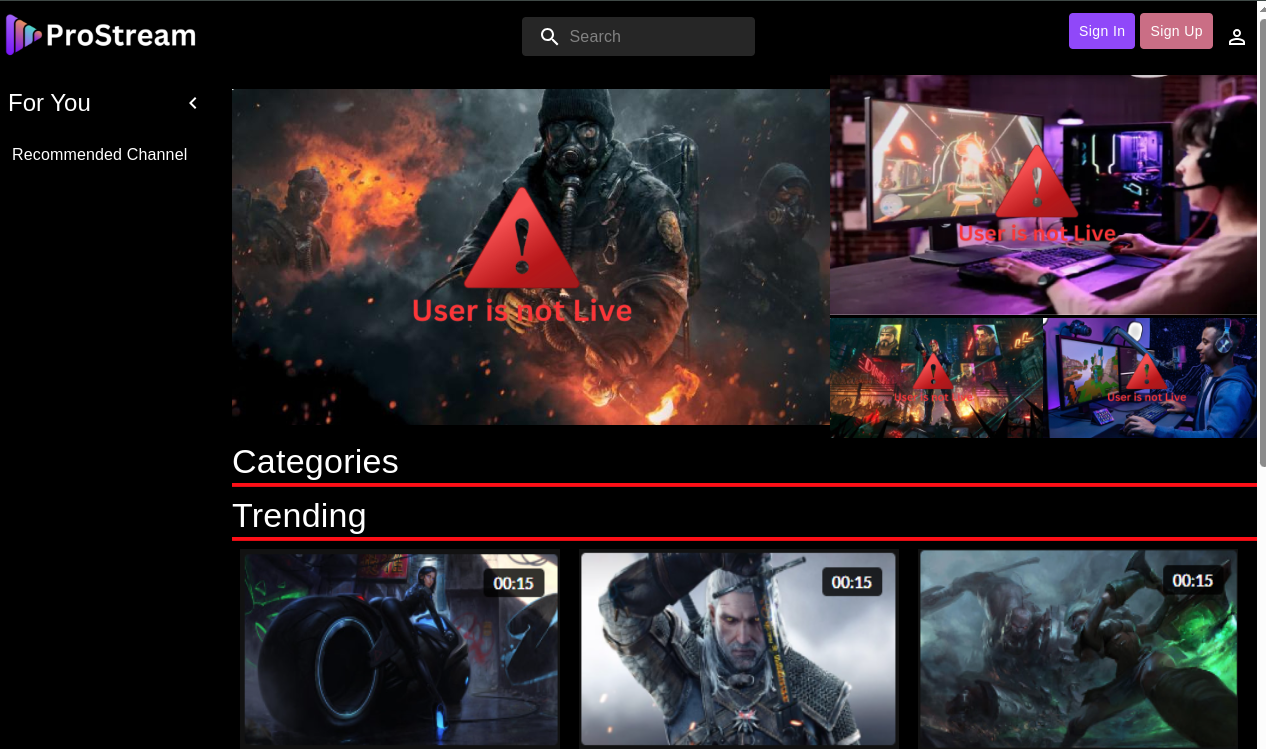 ProStream
Search
Sign In
Sign Up
For You
Recommended Channel
User is not Live
User is not Live
User is not Live
User is not Live
Categories
Trending
00:15
00:15
00:15